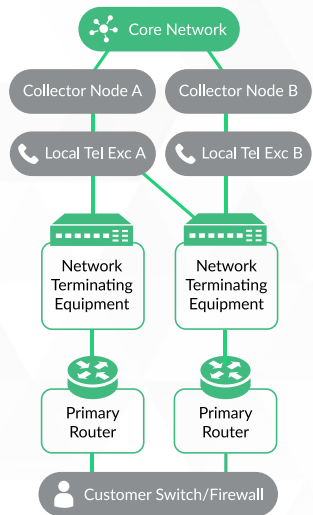 Core Network
Collector Node A
Collector Node B
Local Tel Exc A
Local Tel Exc B
Network
Terminating
Equipment
Network
Terminating
Equipment
Primary
Router
Primary
Router
Customer Switch/Firewall